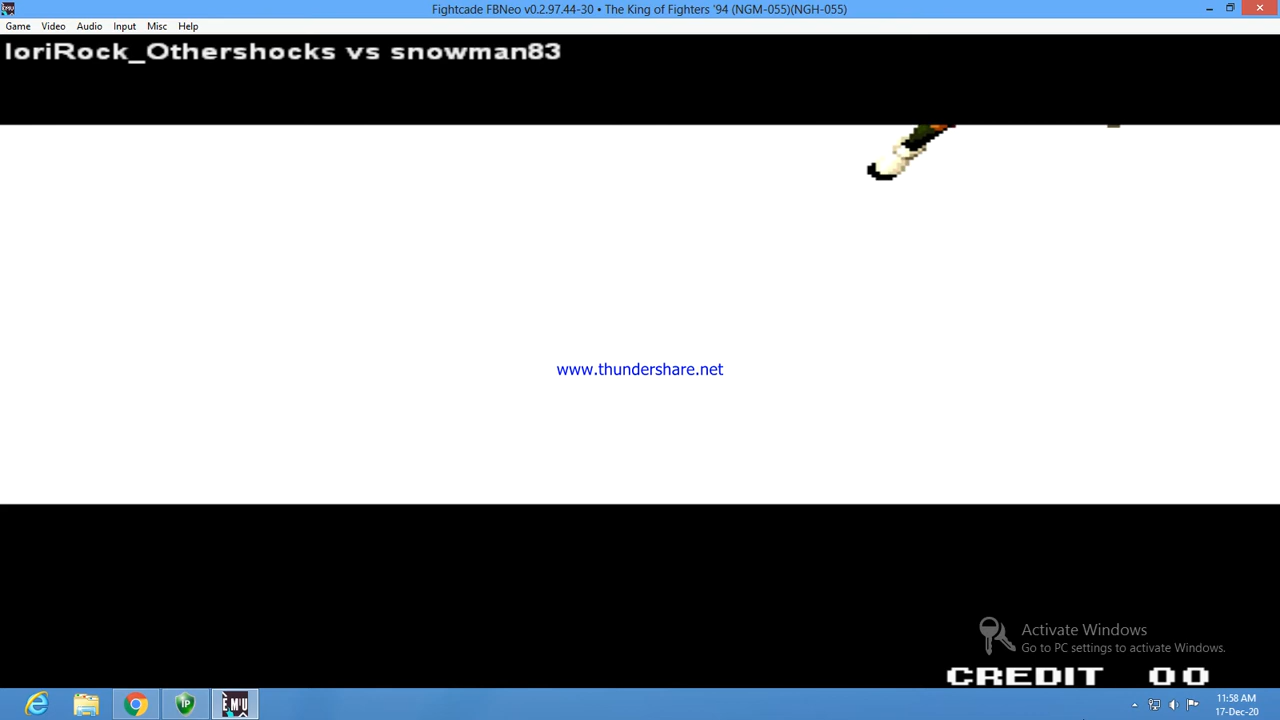 Fightcade FBNeo v0.2.97.44-30 • The King of Fighters '94 (NGM-055)(NGH-055)
Game Video Audio Input Misc Help
IoriRock_Othershocks vs snowman83
www.thundershare.net
Activate Windows
Go to PC settings to activate Windows.
CREDIT 00
IP
EMU
11:58 AM
17-Dec-20